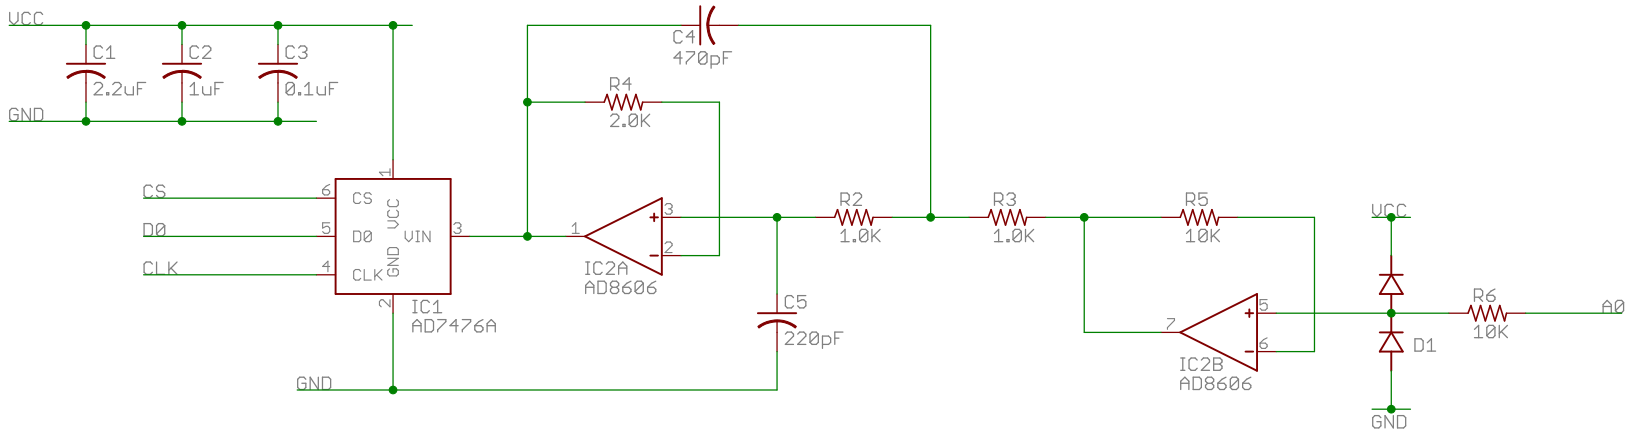 VCC
C1
2.2uF
C2
1uF
C3
0.1uF
GND
C4
470pF
R4
2.0K
CS
D0
CLK
6
5
4
1
2
3
CS
D0
CLK
VCC
GND
VIN
IC1
AD7476A
GND
1
3
2
IC2A
AD8606
C5
220pF
R2
1.0K
R3
1.0K
R5
10K
7
5
6
IC2B
AD8606
VCC
D1
GND
R6
10K
A0